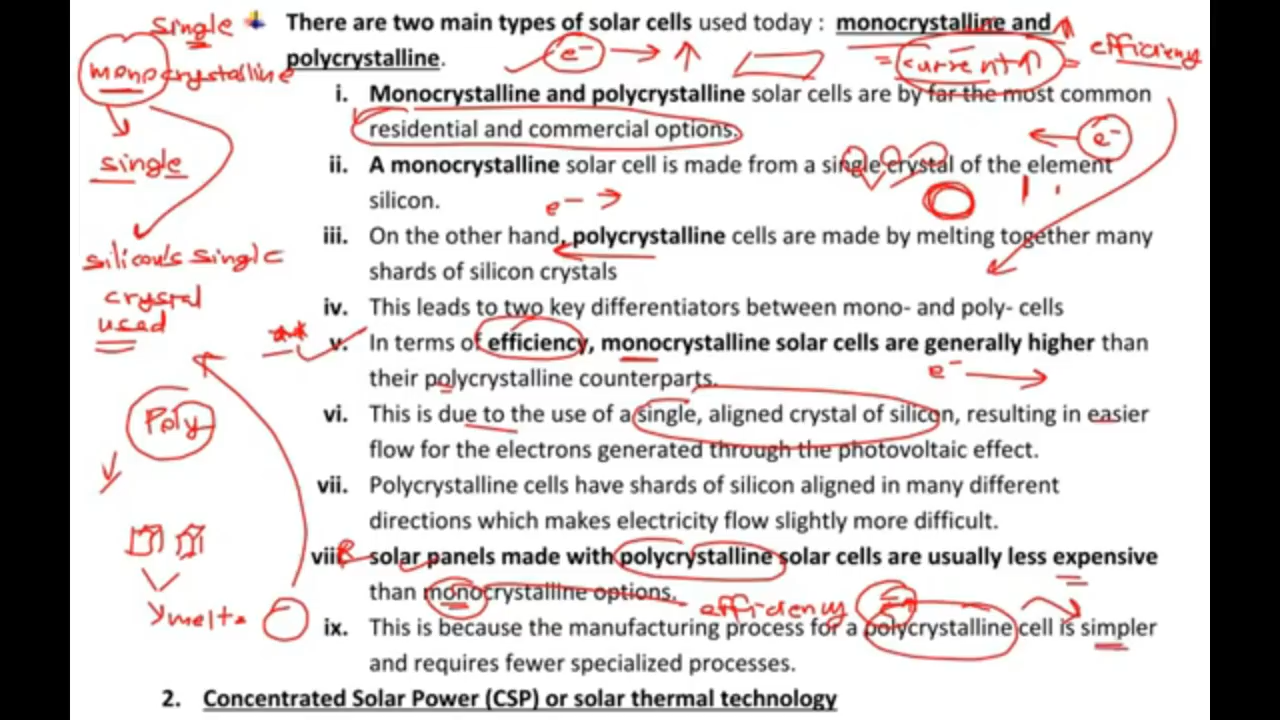 Single
There are two main types of solar cells used today : monocrystalline and
polycrystalline.
e⁻ → ↑
= current ↑ =
efficiency
monocrystalline
i. Monocrystalline and polycrystalline solar cells are by far the most common
residential and commercial options.
e⁻
single
ii. A monocrystalline solar cell is made from a single crystal of the element
silicon.
e⁻ →
iii. On the other hand, polycrystalline cells are made by melting together many
shards of silicon crystals
single
crystal
used
iv. This leads to two key differentiators between mono- and poly- cells
v. In terms of efficiency, monocrystalline solar cells are generally higher than
their polycrystalline counterparts.
e⁻ →
Poly
vi. This is due to the use of a single, aligned crystal of silicon, resulting in easier
flow for the electrons generated through the photovoltaic effect.
vii. Polycrystalline cells have shards of silicon aligned in many different
directions which makes electricity flow slightly more difficult.
viii. solar panels made with polycrystalline solar cells are usually less expensive
than monocrystalline options.
efficiency
melt
ix. This is because the manufacturing process for a polycrystalline cell is simpler
and requires fewer specialized processes.
2. Concentrated Solar Power (CSP) or solar thermal technology